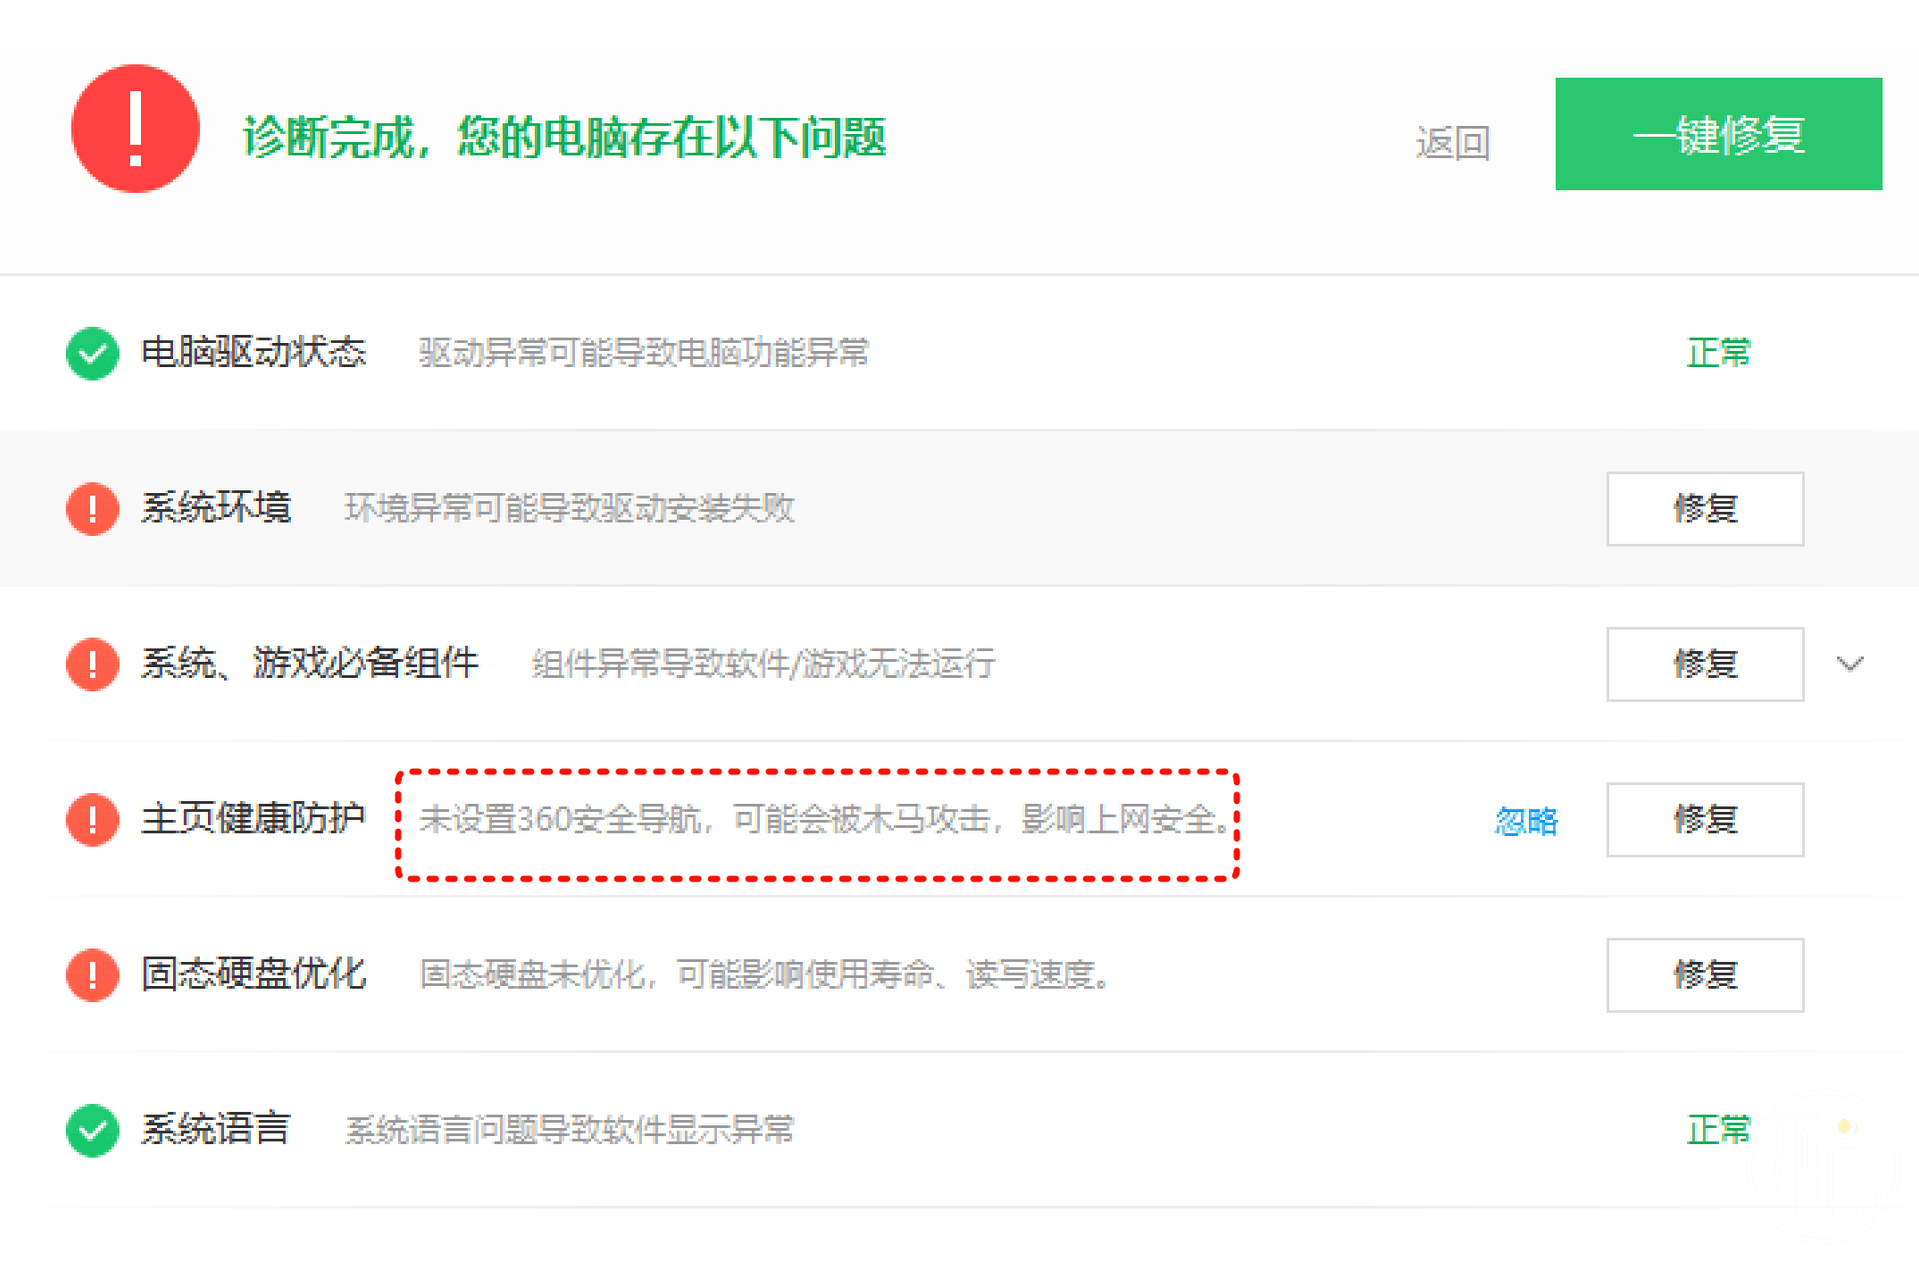 诊断完成，您的电脑存在以下问题
返回
一键修复
电脑驱动状态 驱动异常可能导致电脑功能异常 正常
系统环境 环境异常可能导致驱动安装失败 修复
系统、游戏必备组件 组件异常导致软件/游戏无法运行 修复
主页健康防护 未设置360安全导航，可能会被木马攻击，影响上网安全。 忽略 修复
固态硬盘优化 固态硬盘未优化，可能影响使用寿命、读写速度。 修复
系统语言 系统语言问题导致软件显示异常 正常